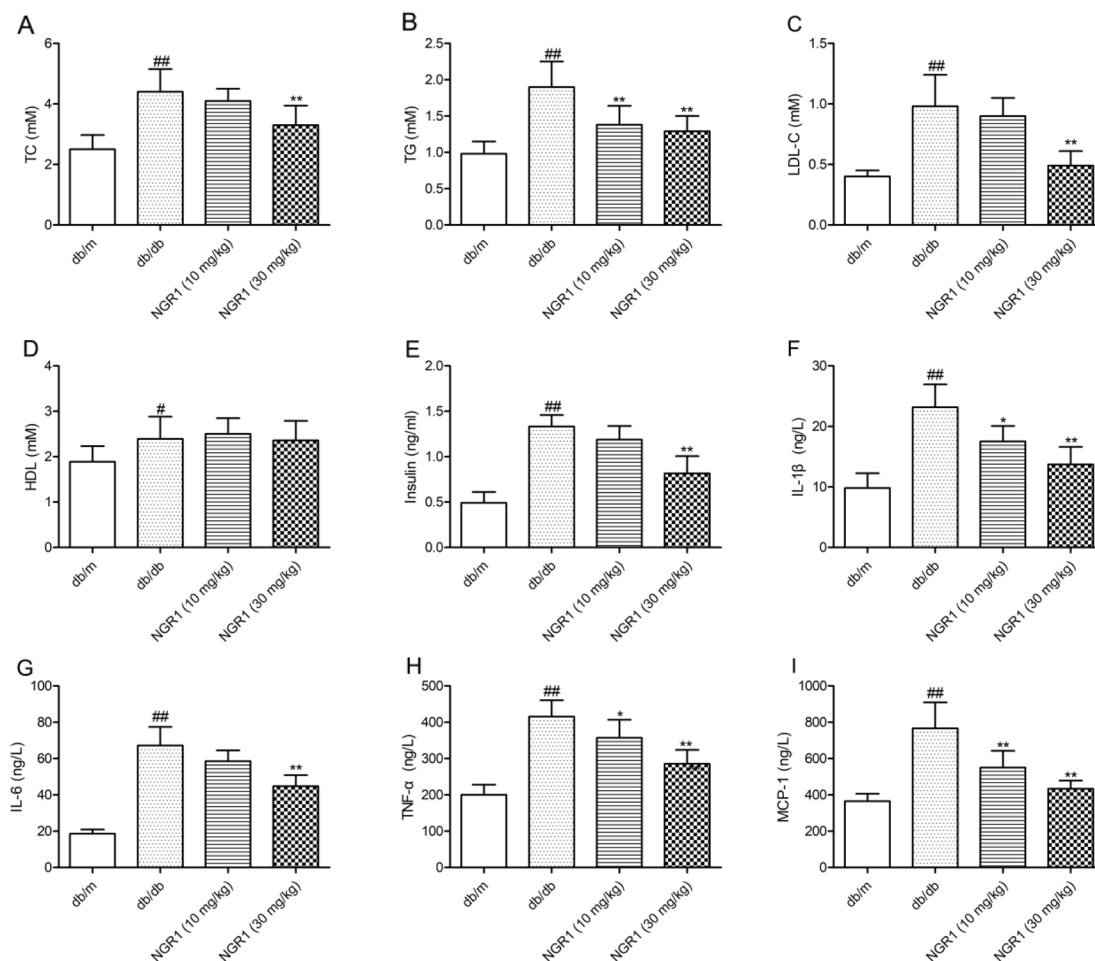 A
TC (mM)
6
4
2
0
##
**
db/m
db/db
NGR1 (10 mg/kg)
NGR1 (30 mg/kg)
B
TG (mM)
2.5
2.0
1.5
1.0
0.5
0.0
##
**
**
db/m
db/db
NGR1 (10 mg/kg)
NGR1 (30 mg/kg)
C
LDL-C (mM)
1.5
1.0
0.5
0.0
##
**
db/m
db/db
NGR1 (10 mg/kg)
NGR1 (30 mg/kg)
D
HDL (mM)
4
3
2
1
0
#
db/m
db/db
NGR1 (10 mg/kg)
NGR1 (30 mg/kg)
E
Insulin (ng/ml)
2.0
1.5
1.0
0.5
0.0
##
**
db/m
db/db
NGR1 (10 mg/kg)
NGR1 (30 mg/kg)
F
IL-1β (ng/L)
30
20
10
0
##
*
**
db/m
db/db
NGR1 (10 mg/kg)
NGR1 (30 mg/kg)
G
IL-6 (ng/L)
100
80
60
40
20
0
##
**
db/m
db/db
NGR1 (10 mg/kg)
NGR1 (30 mg/kg)
H
TNF-α (ng/L)
500
400
300
200
100
0
##
*
**
db/m
db/db
NGR1 (10 mg/kg)
NGR1 (30 mg/kg)
I
MCP-1 (ng/L)
1000
800
600
400
200
0
##
**
**
db/m
db/db
NGR1 (10 mg/kg)
NGR1 (30 mg/kg)